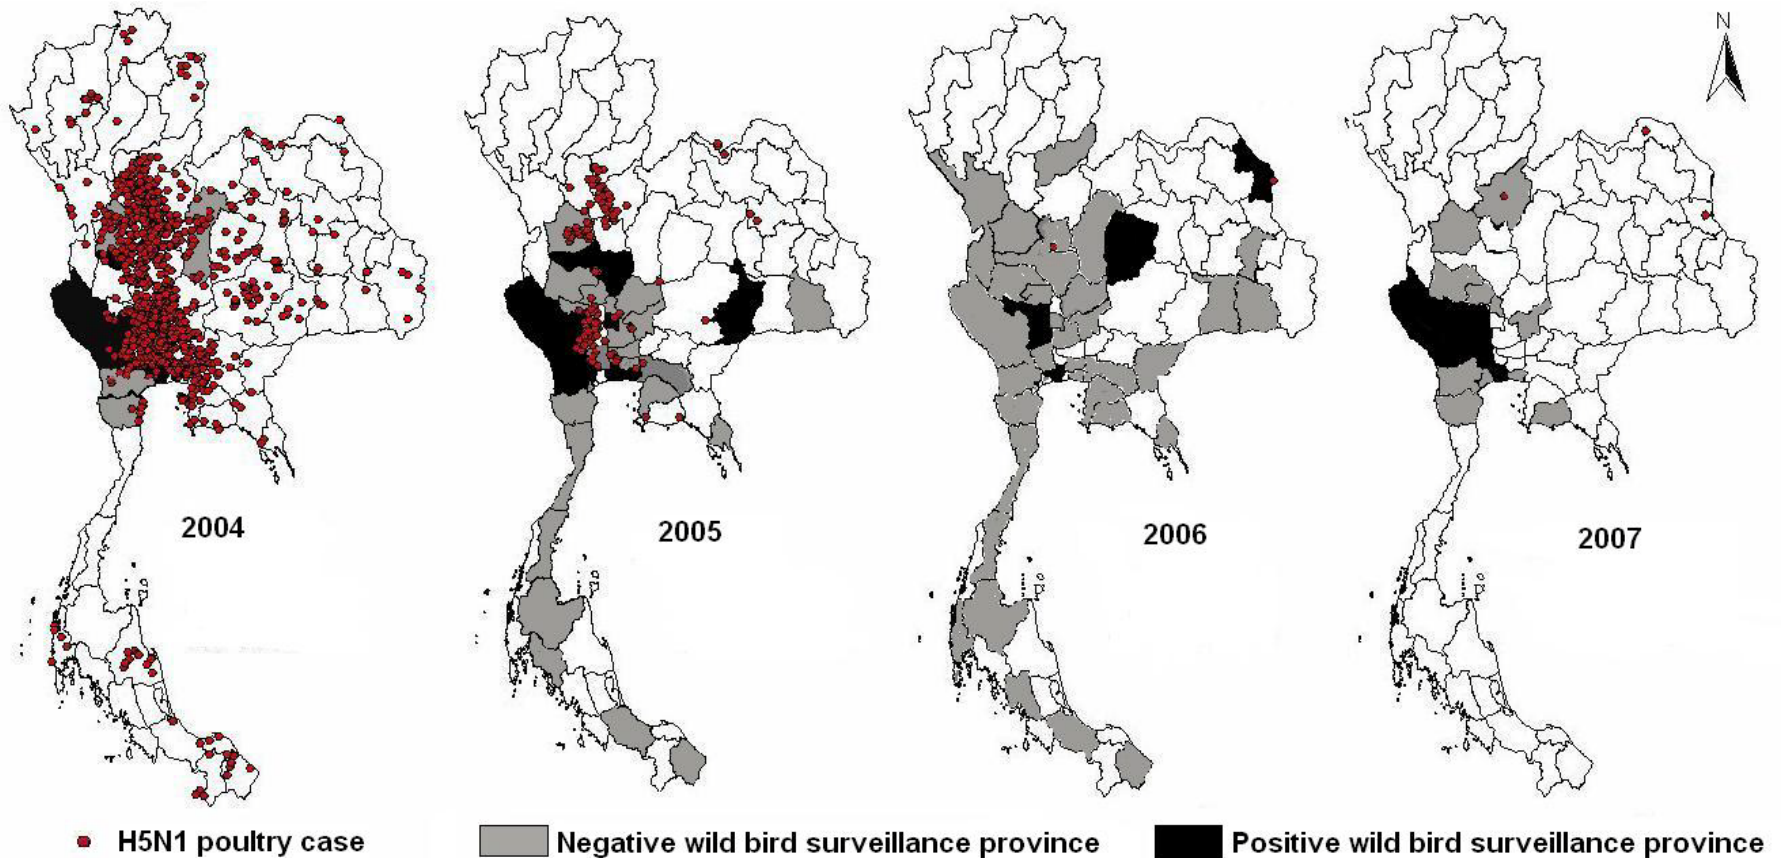 N
2004
2005
2006
2007
H5N1 poultry case
Negative wild bird surveillance province
Positive wild bird surveillance province